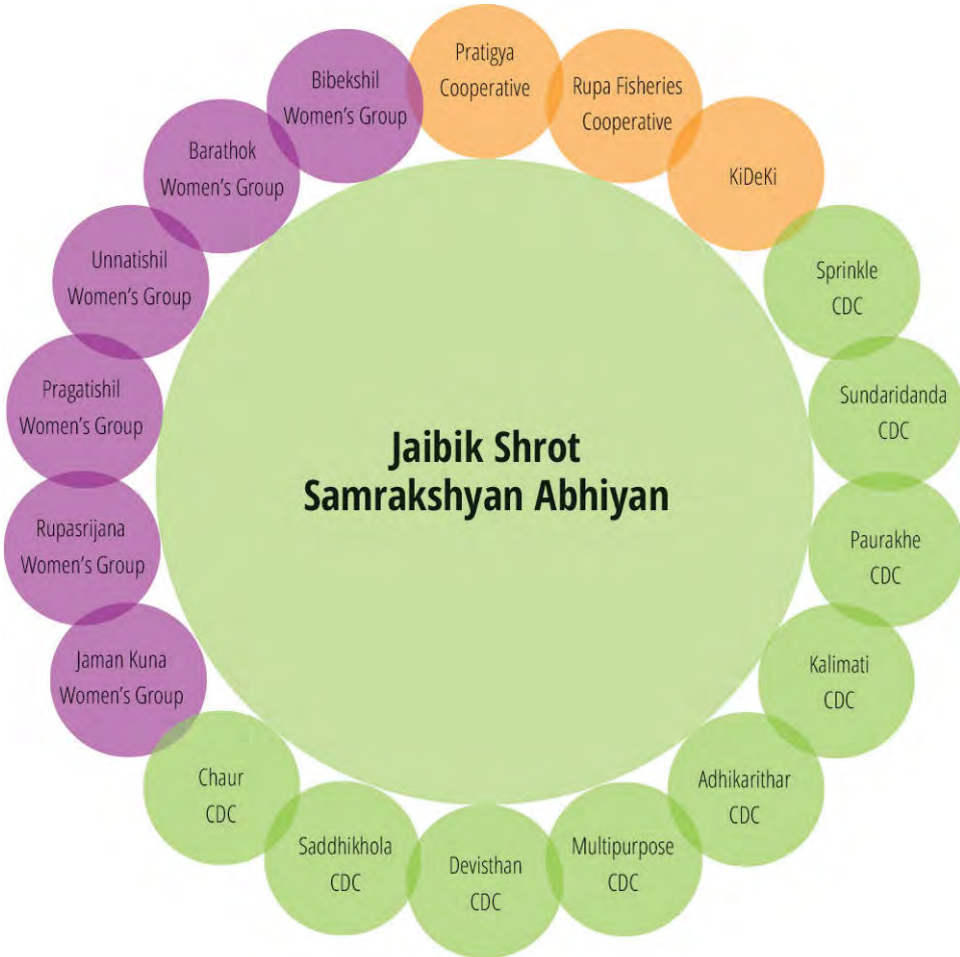 Pratigya
Cooperative
Rupa Fisheries
Cooperative
KiDeKi
Sprinkle
CDC
Sundaridanda
CDC
Paurakhe
CDC
Kalimati
CDC
Adhikarithar
CDC
Multipurpose
CDC
Devisthan
CDC
Saddhikhola
CDC
Chaur
CDC
Jaman Kuna
Women's Group
Rupasrijana
Women's Group
Pragatishil
Women's Group
Unnatishil
Women's Group
Barathok
Women's Group
Bibekshil
Women's Group
Jaibik Shrot
Samrakshyan Abhiyan